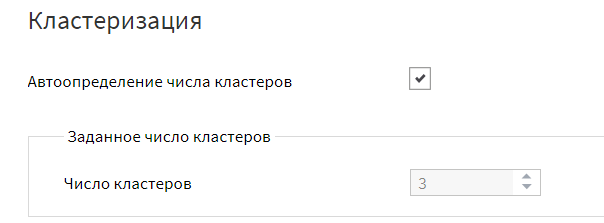 Кластеризация
Автоопределение числа кластеров
Заданное число кластеров
Число кластеров 3